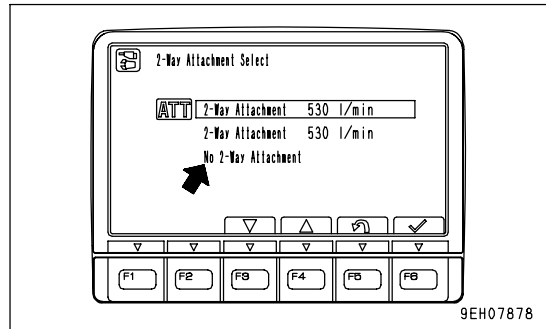 2-Way Attachment Select
ATT 2-Way Attachment 530 l/min
2-Way Attachment 530 l/min
No 2-Way Attachment
F1 F2 F3 F4 F5 F6
9EH07878